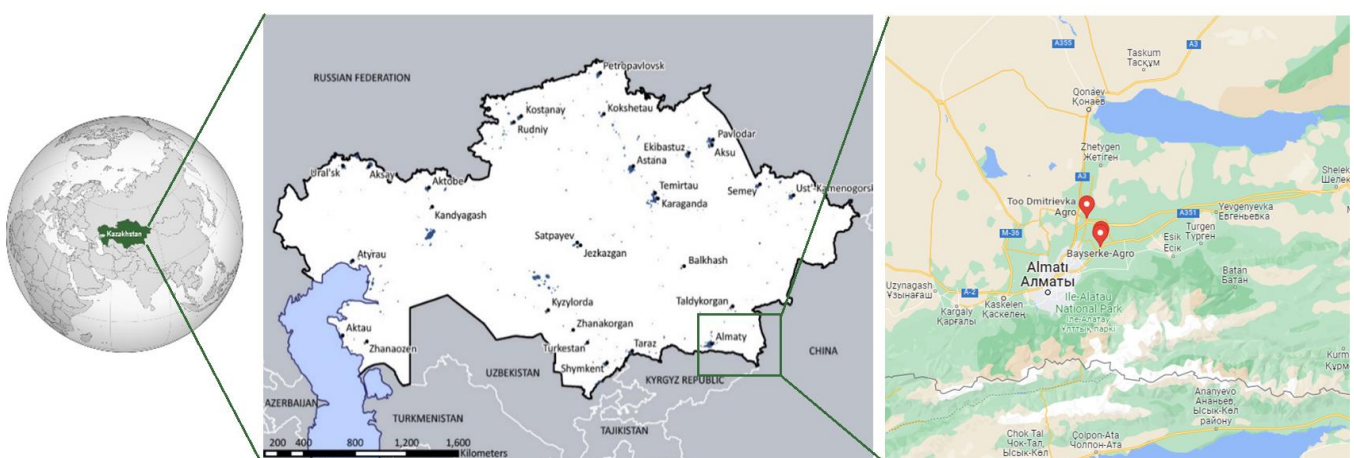 Kazakhstan
RUSSIAN FEDERATION
Petropavlovsk
Kostanay
Kokshetau
Rudniy
Pavlodar
Ekibastuz
Aksu
Astana
Ural'sk
Aksay
Aktobe
Temirtau
Semey
Ust'-Kamenogorsk
Karaganda
Kandyagash
Satpayev
Jezkazgan
Atyrau
Balkhash
Kyzylorda
Taldykorgan
Aktau
Zhanakorgan
Zhanaozen
Turkestan
Taraz
Almaty
CHINA
Shymkent
UZBEKISTAN
KYRGYZ REPUBLIC
AZERBAIJAN
TURKMENISTAN
TAJIKISTAN
200 400 800 1,200 1,600
Kilometers
A355
A3
Taskum
Тасқұм
Qonaev
Қонаев
Zhetygen
Жетіген
A3
Shelek
Шелек
Too Dmitrievka
Agro
A351
Yevgenyevka
Евгеньевка
M-36
Bayserke-Agro
Esik
Есік
Turgen
Түрген
Almaty
Алматы
Batan
Батан
Uzynagash
Ұзынағаш
A-2
Kaskelen
Қаскелең
Ile-Alatau
National Park
Іле-Алатау
Ұлттық паркі
Kargaly
Қарғалы
Kurm
Құрм
Ananyevo
Ананьев,
Ысык-Көл
району
Chok Tal
Чок-Тал,
Ысык-Көл
Cholpon-Ata
Чолпон-Ата